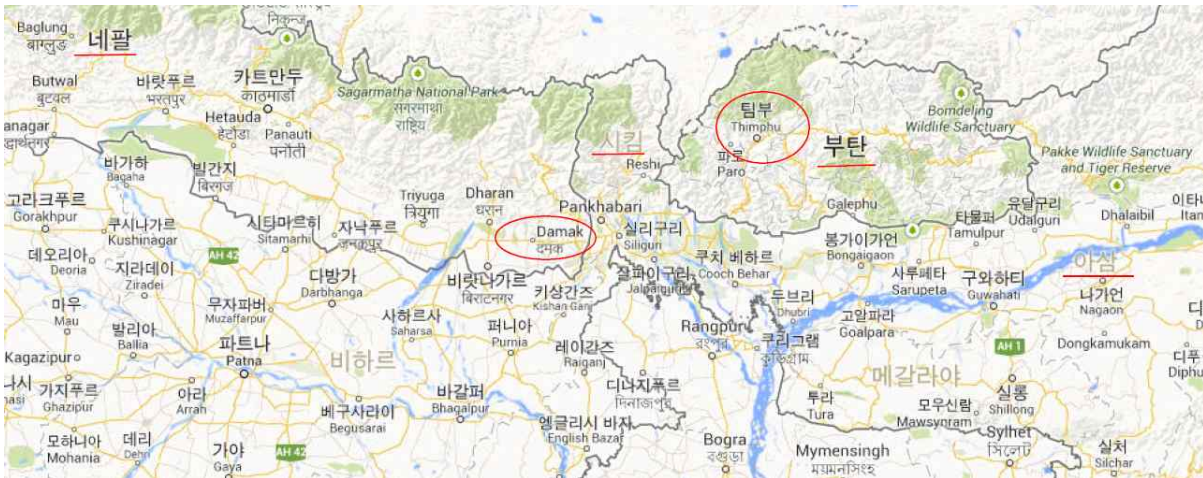 Baglung
बाग्लुङ
네팔
निकुन्ज
Butwal
बुटवल
바랏푸르
भरतपुर
카트만두
काठमाडौं
Sagarmatha National Park
सगरमाथा
राष्ट्रिय
Hetauda
हेटौंडा
Panauti
पनौती
바가하
Bagaha
빌간지
बिरगंज
고라크푸르
Gorakhpur
쿠시나가르
Kushinagar
시타마르히
Sitamarhi
자낙푸르
जनकपुर
Triyuga
त्रियुगा
Dharan
धरान
Damak
दमक
시킴
Reshi
Pankhabari
실리구리
Siliguri
팀부
Thimphu
파로
Paro
부탄
Galephu
Bomdeling
Wildlife Sanctuary
Pakke Wildlife Sanctuary
and Tiger Reserve
Dhalaibil
유달구리
Udalguri
타물퍼
Tamulpur
봉가이가언
Bongaigaon
사루페타
Sarupeta
구와하티
Guwahati
아쌈
나가언
Nagaon
Dongkamukam
데오리아
Deoria
지라데이
Ziradei
AH 42
다방가
Darbhanga
비랏나가르
बिराटनगर
키샹간즈
Kishan Ganj
잘파이구리
Jalpaiguri
쿠치 베하르
Cooch Behar
두브리
Dhubri
고알파라
Goalpara
AH 1
마우
Mau
발리아
Ballia
무자파버
Muzaffarpur
사하르사
Saharsa
퍼니아
Purnia
Rangpur
রংপুর
쿠리그램
কুড়িগ্রাম
Kagazipur
파트나
Patna
비하르
레이간즈
Raiganj
메갈라야
가지푸르
Ghazipur
아라
Arrah
베구사라이
Begusarai
바갈퍼
Bhagalpur
디나지푸르
দিনাজপুর
투라
Tura
모우신람
Mawsynram
실롱
Shillong
모하니아
Mohania
데리
Dehri
가야
Gaya
AH 42
엥글리시 바자
English Bazar
Bogra
বগুড়া
Mymensingh
ময়মনসিংহ
Sylhet
সিলেট
실처
Silchar